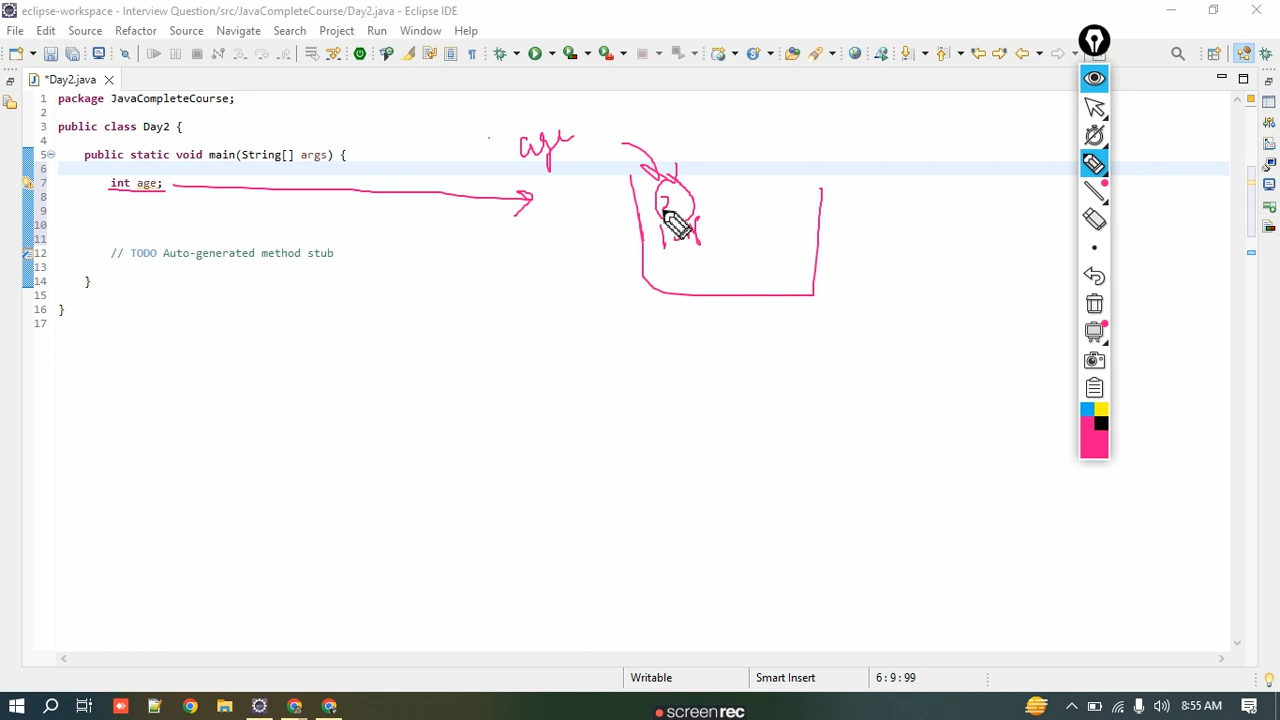 eclipse-workspace - Interview Question/src/JavaCompleteCourse/Day2.java - Eclipse IDE
File Edit Source Refactor Source Navigate Search Project Run Window Help
*Day2.java
1 package JavaCompleteCourse;
2
3 public class Day2 {
4
5 public static void main(String[] args) {
6
7 int age;
8
9
10
11
12 // TODO Auto-generated method stub
13
14 }
15
16 }
17
age
Writable Smart Insert 6 : 9 : 99
screenrec
8:55 AM